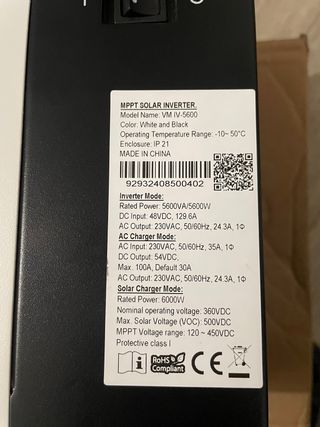 MPPT SOLAR INVERTER.
Model Name: VM IV-5600
Color: White and Black
Operating Temperature Range: -10~ 50°C
Enclosure: IP 21
MADE IN CHINA
92932408500402
Inverter Mode:
Rated Power: 5600VA/5600W
DC Input: 48VDC, 129.6A
AC Output: 230VAC, 50/60Hz, 24.3A, 1Φ
AC Charger Mode:
AC Input: 230VAC, 50/60Hz, 35A, 1Φ
DC Output: 54VDC,
Max. 100A, Default 30A
AC Output: 230VAC, 50/60Hz, 24.3A, 1Φ
Solar Charger Mode:
Rated Power: 6000W
Nominal operating voltage: 360VDC
Max. Solar Voltage (VOC): 500VDC
MPPT Voltage range: 120 ~ 450VDC
Protective class I
RoHS
Compliant
CE